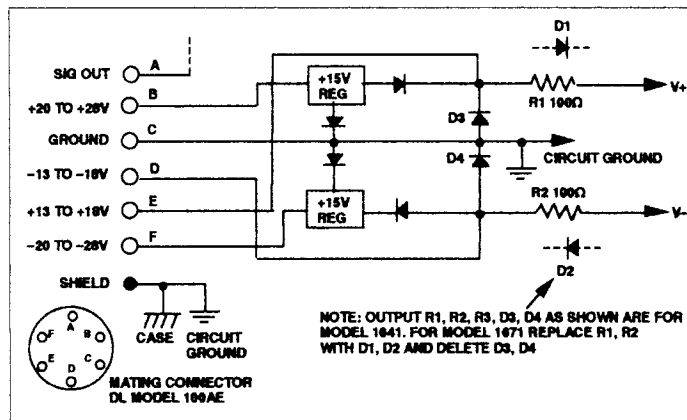 D1
SIG OUT A
+15V
REG
R1 100Ω V+
+20 TO +28V B
D3
GROUND C
D4 CIRCUIT GROUND
-13 TO -18V D
R2 100Ω
+13 TO +18V E
+15V
REG
V-
-20 TO -28V F
D2
SHIELD
CASE CIRCUIT
GROUND
NOTE: OUTPUT R1, R2, R3, D3, D4 AS SHOWN ARE FOR
MODEL 1641. FOR MODEL 1671 REPLACE R1, R2
WITH D1, D2 AND DELETE D3, D4
A
F B
E C
D
MATING CONNECTOR
DL MODEL 100AE